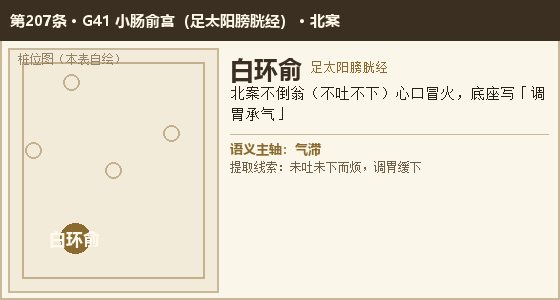 第207条・G41 小肠俞宫（足太阳膀胱经）・北案
桩位图（本表自绘）
白环俞
白环俞 足太阳膀胱经
北案不倒翁（不吐不下）心口冒火，底座写「调
胃承气」
语义主轴：气滞
提取线索：未吐未下而烦，调胃缓下